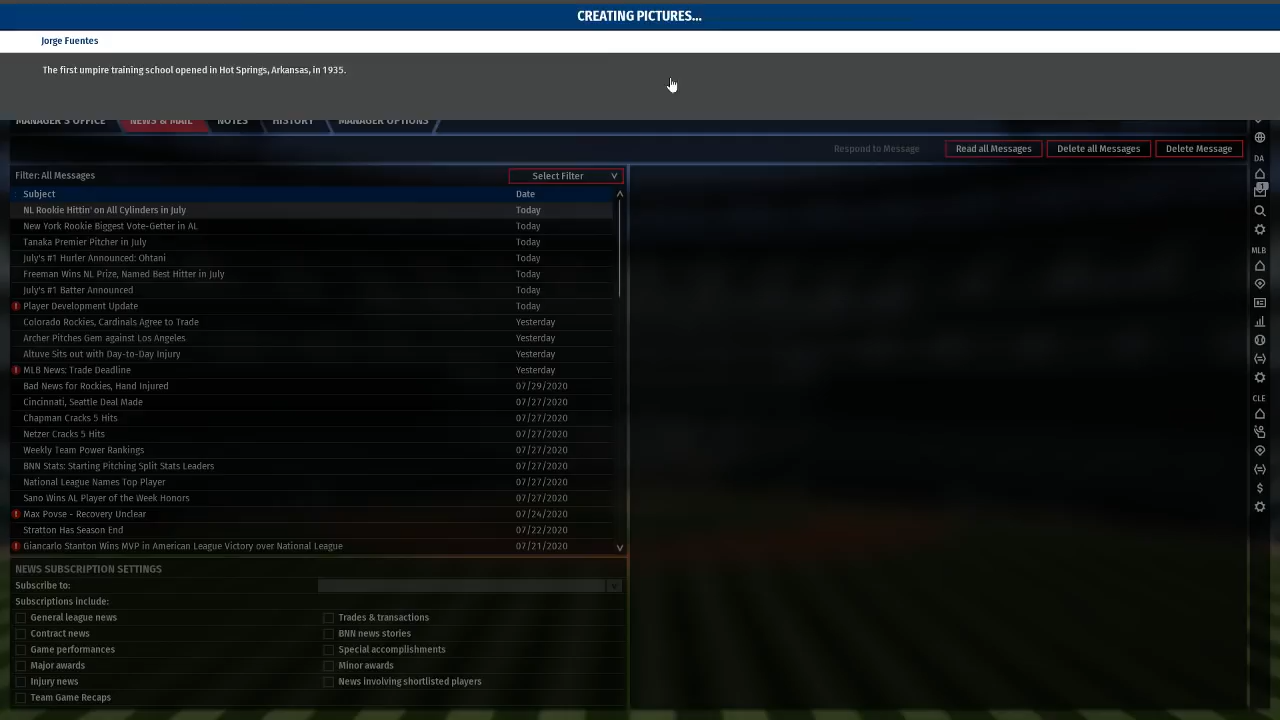 CREATING PICTURES...
Jorge Fuentes
The first umpire training school opened in Hot Springs, Arkansas, in 1935.
MANAGER'S OFFICE NEWS & MAIL NOTES HISTORY MANAGER OPTIONS
Respond to Message Read all Messages Delete all Messages Delete Message
Filter: All Messages Select Filter
Subject Date
NL Rookie Hittin' on All Cylinders in July Today
New York Rookie Biggest Vote-Getter in AL Today
Tanaka Premier Pitcher in July Today
July's #1 Hurler Announced: Ohtani Today
Freeman Wins NL Prize, Named Best Hitter in July Today
July's #1 Batter Announced Today
Player Development Update Today
Colorado Rockies, Cardinals Agree to Trade Yesterday
Archer Pitches Gem against Los Angeles Yesterday
Altuve Sits out with Day-to-Day Injury Yesterday
MLB News: Trade Deadline Yesterday
Bad News for Rockies, Hand Injured 07/29/2020
Cincinnati, Seattle Deal Made 07/27/2020
Chapman Cracks 5 Hits 07/27/2020
Netzer Cracks 5 Hits 07/27/2020
Weekly Team Power Rankings 07/27/2020
BNN Stats: Starting Pitching Split Stats Leaders 07/27/2020
National League Names Top Player 07/27/2020
Sano Wins AL Player of the Week Honors 07/27/2020
Max Povse - Recovery Unclear 07/24/2020
Stratton Has Season End 07/22/2020
Giancarlo Stanton Wins MVP in American League Victory over National League 07/21/2020
NEWS SUBSCRIPTION SETTINGS
Subscribe to:
Subscriptions include:
General league news Trades & transactions
Contract news BNN news stories
Game performances Special accomplishments
Major awards Minor awards
Injury news News involving shortlisted players
Team Game Recaps
DA
MLB
CLE
$